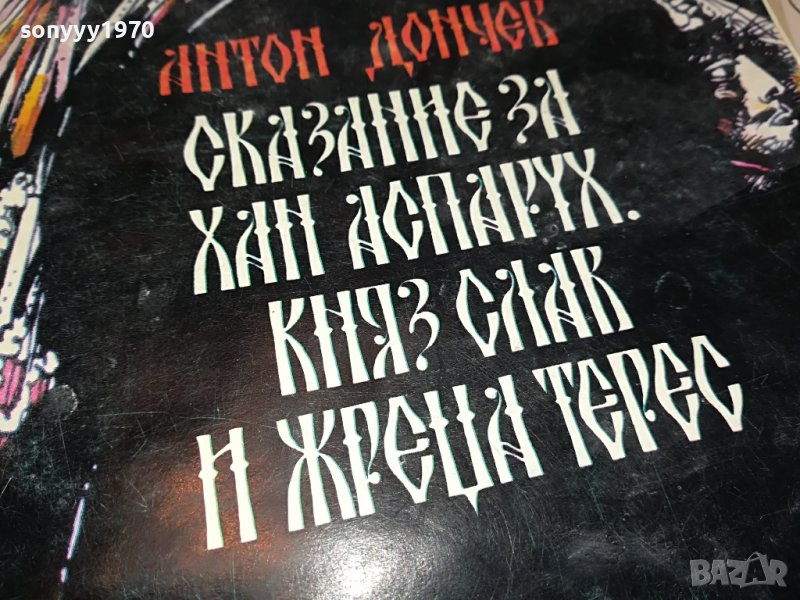 sonyyy1970
АНТОН ДОНЧЕВ
СКАЗАНИЕ ЗА
ХАН АСПАРУХ.
КНЯЗ СЛАВ
И ЖРЕЦА ТЕРЕС
BAZAR